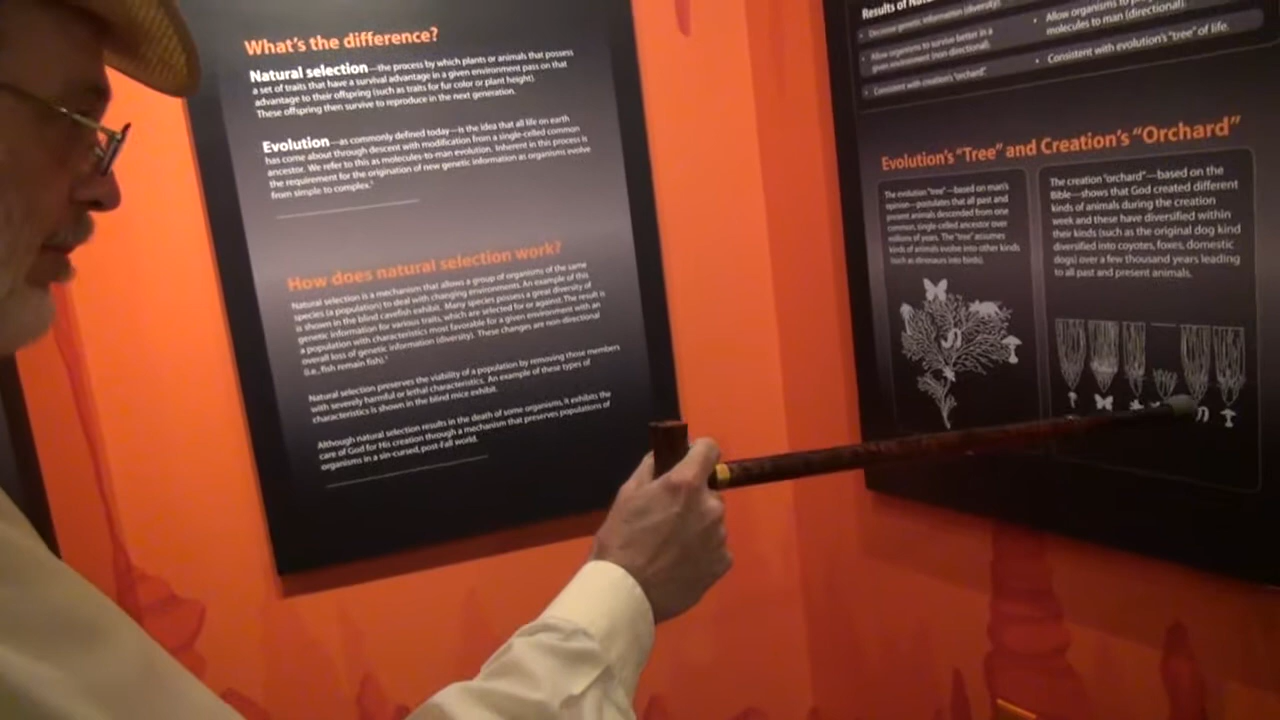 What's the difference?
Natural selection—the process by which plants or animals that possess
a set of traits that have a survival advantage in a given environment pass on that
advantage to their offspring (such as traits for fur color or plant height).
These offspring then survive to reproduce in the next generation.
Evolution—as commonly defined today—is the idea that all life on earth
has come about through descent with modification from a single-celled common
ancestor. We refer to this as molecules-to-man evolution. Inherent in this process is
the requirement for the origination of new genetic information as organisms evolve
from simple to complex.
How does natural selection work?
Natural selection is a mechanism that allows a group of organisms of the same
species (a population) to deal with changing environments. An example of this
is shown in the blind cavefish exhibit. Many species possess a great diversity of
genetic information for various traits, which are selected for or against. The result is
a population with characteristics most favorable for a given environment with an
overall loss of genetic information (diversity). These changes are non-directional
(i.e., fish remain fish).
Natural selection preserves the viability of a population by removing those members
with severely harmful or lethal characteristics. An example of these types of
characteristics is shown in the blind mice exhibit.
Although natural selection results in the death of some organisms, it exhibits the
care of God for His creation through a mechanism that preserves populations of
organisms in a sin-cursed, post-Fall world.
Results of
• Decrease genetic information (diversity).
• Allow organisms to survive better in a
given environment (non-directional).
• Consistent with creation's "orchard".
• Allow organisms to
molecules to man (directional).
• Consistent with evolution's "tree" of life.
Evolution's "Tree" and Creation's "Orchard"
The evolution "tree"—based on man's
opinion—postulates that all past and
present animals descended from one
common, single-celled ancestor over
millions of years. The "tree" assumes
kinds of animals evolve into other kinds
(such as dinosaurs into birds).
The creation "orchard"—based on the
Bible—shows that God created different
kinds of animals during the creation
week and these have diversified within
their kinds (such as the original dog kind
diversified into coyotes, foxes, domestic
dogs) over a few thousand years leading
to all past and present animals.